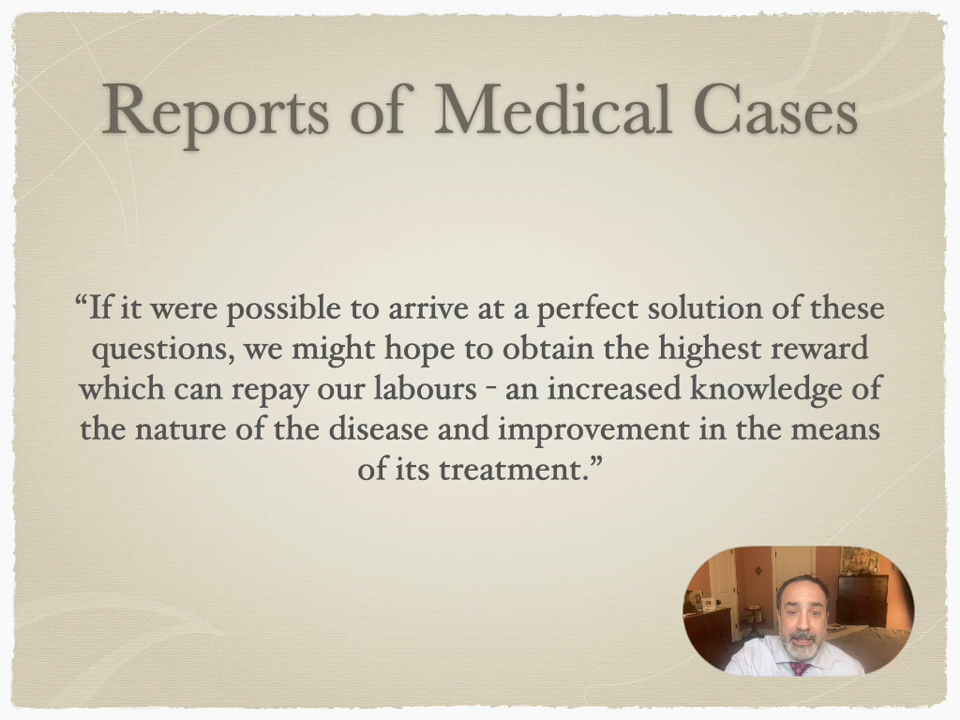 Reports of Medical Cases
“If it were possible to arrive at a perfect solution of these
questions, we might hope to obtain the highest reward
which can repay our labours - an increased knowledge of
the nature of the disease and improvement in the means
of its treatment.”